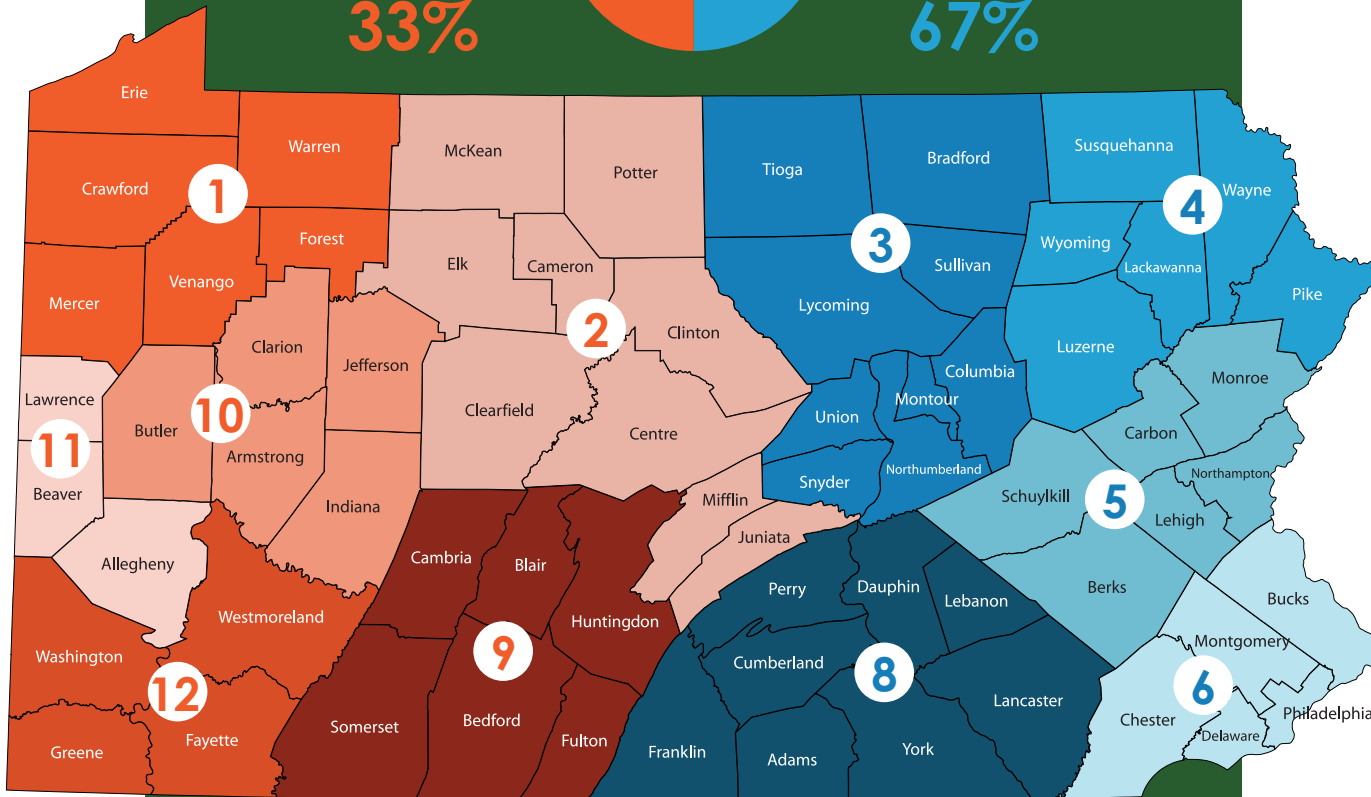 33%
67%
Erie
Warren
McKean
Potter
Tioga
Bradford
Susquehanna
Wayne
Crawford
1
Forest
Elk
Cameron
3
Sullivan
Wyoming
4
Lackawanna
Pike
Mercer
Venango
Lycoming
Clarion
Jefferson
2
Clinton
Columbia
Luzerne
Monroe
Lawrence
Butler
10
Clearfield
Centre
Union
Montour
Carbon
11
Armstrong
Snyder
Northumberland
Northampton
Beaver
Indiana
Mifflin
Schuylkill
5
Lehigh
Allegheny
Cambria
Blair
Juniata
Perry
Dauphin
Lebanon
Berks
Bucks
Westmoreland
Huntingdon
Washington
9
Cumberland
8
Montgomery
12
Lancaster
6
Somerset
Bedford
Chester
Philadelphia
Greene
Fayette
Fulton
Franklin
Adams
York
Delaware